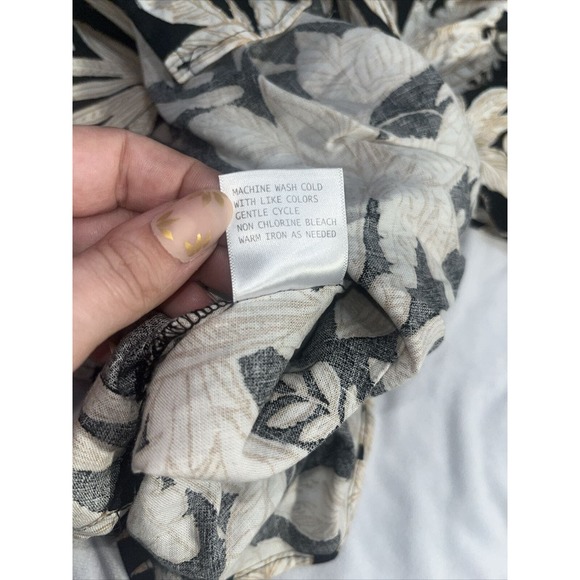 MACHINE WASH COLD
WITH LIKE COLORS
GENTLE CYCLE
NON CHLORINE BLEACH
WARM IRON AS NEEDED